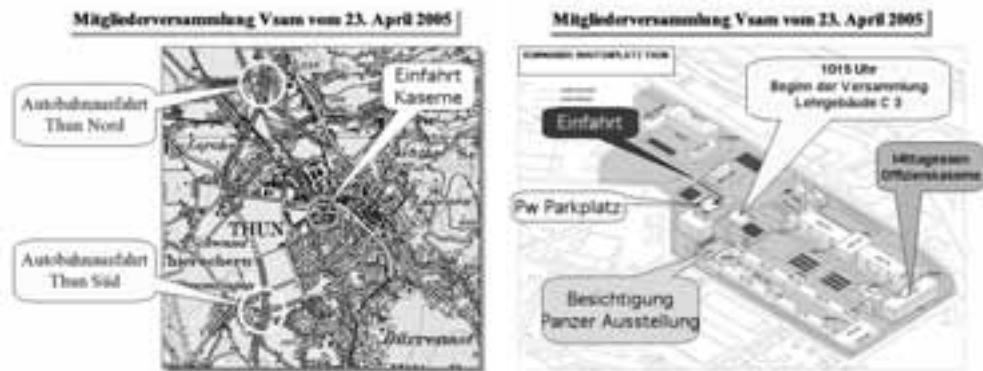 Mitgliederversammlung Vsam vom 23. April 2005
Einfahrt
Kaserne
Autobahnausfahrt
Thun Nord
THUN
Autobahnausfahrt
Thun Süd
Mitgliederversammlung Vsam vom 23. April 2005
1015 Uhr
Beginn der Versammlung
Lehrgebäude C 3
Einfahrt
Mittagessen
Offizierskaserne
Pw Parkplatz
Besichtigung
Panzer Ausstellung